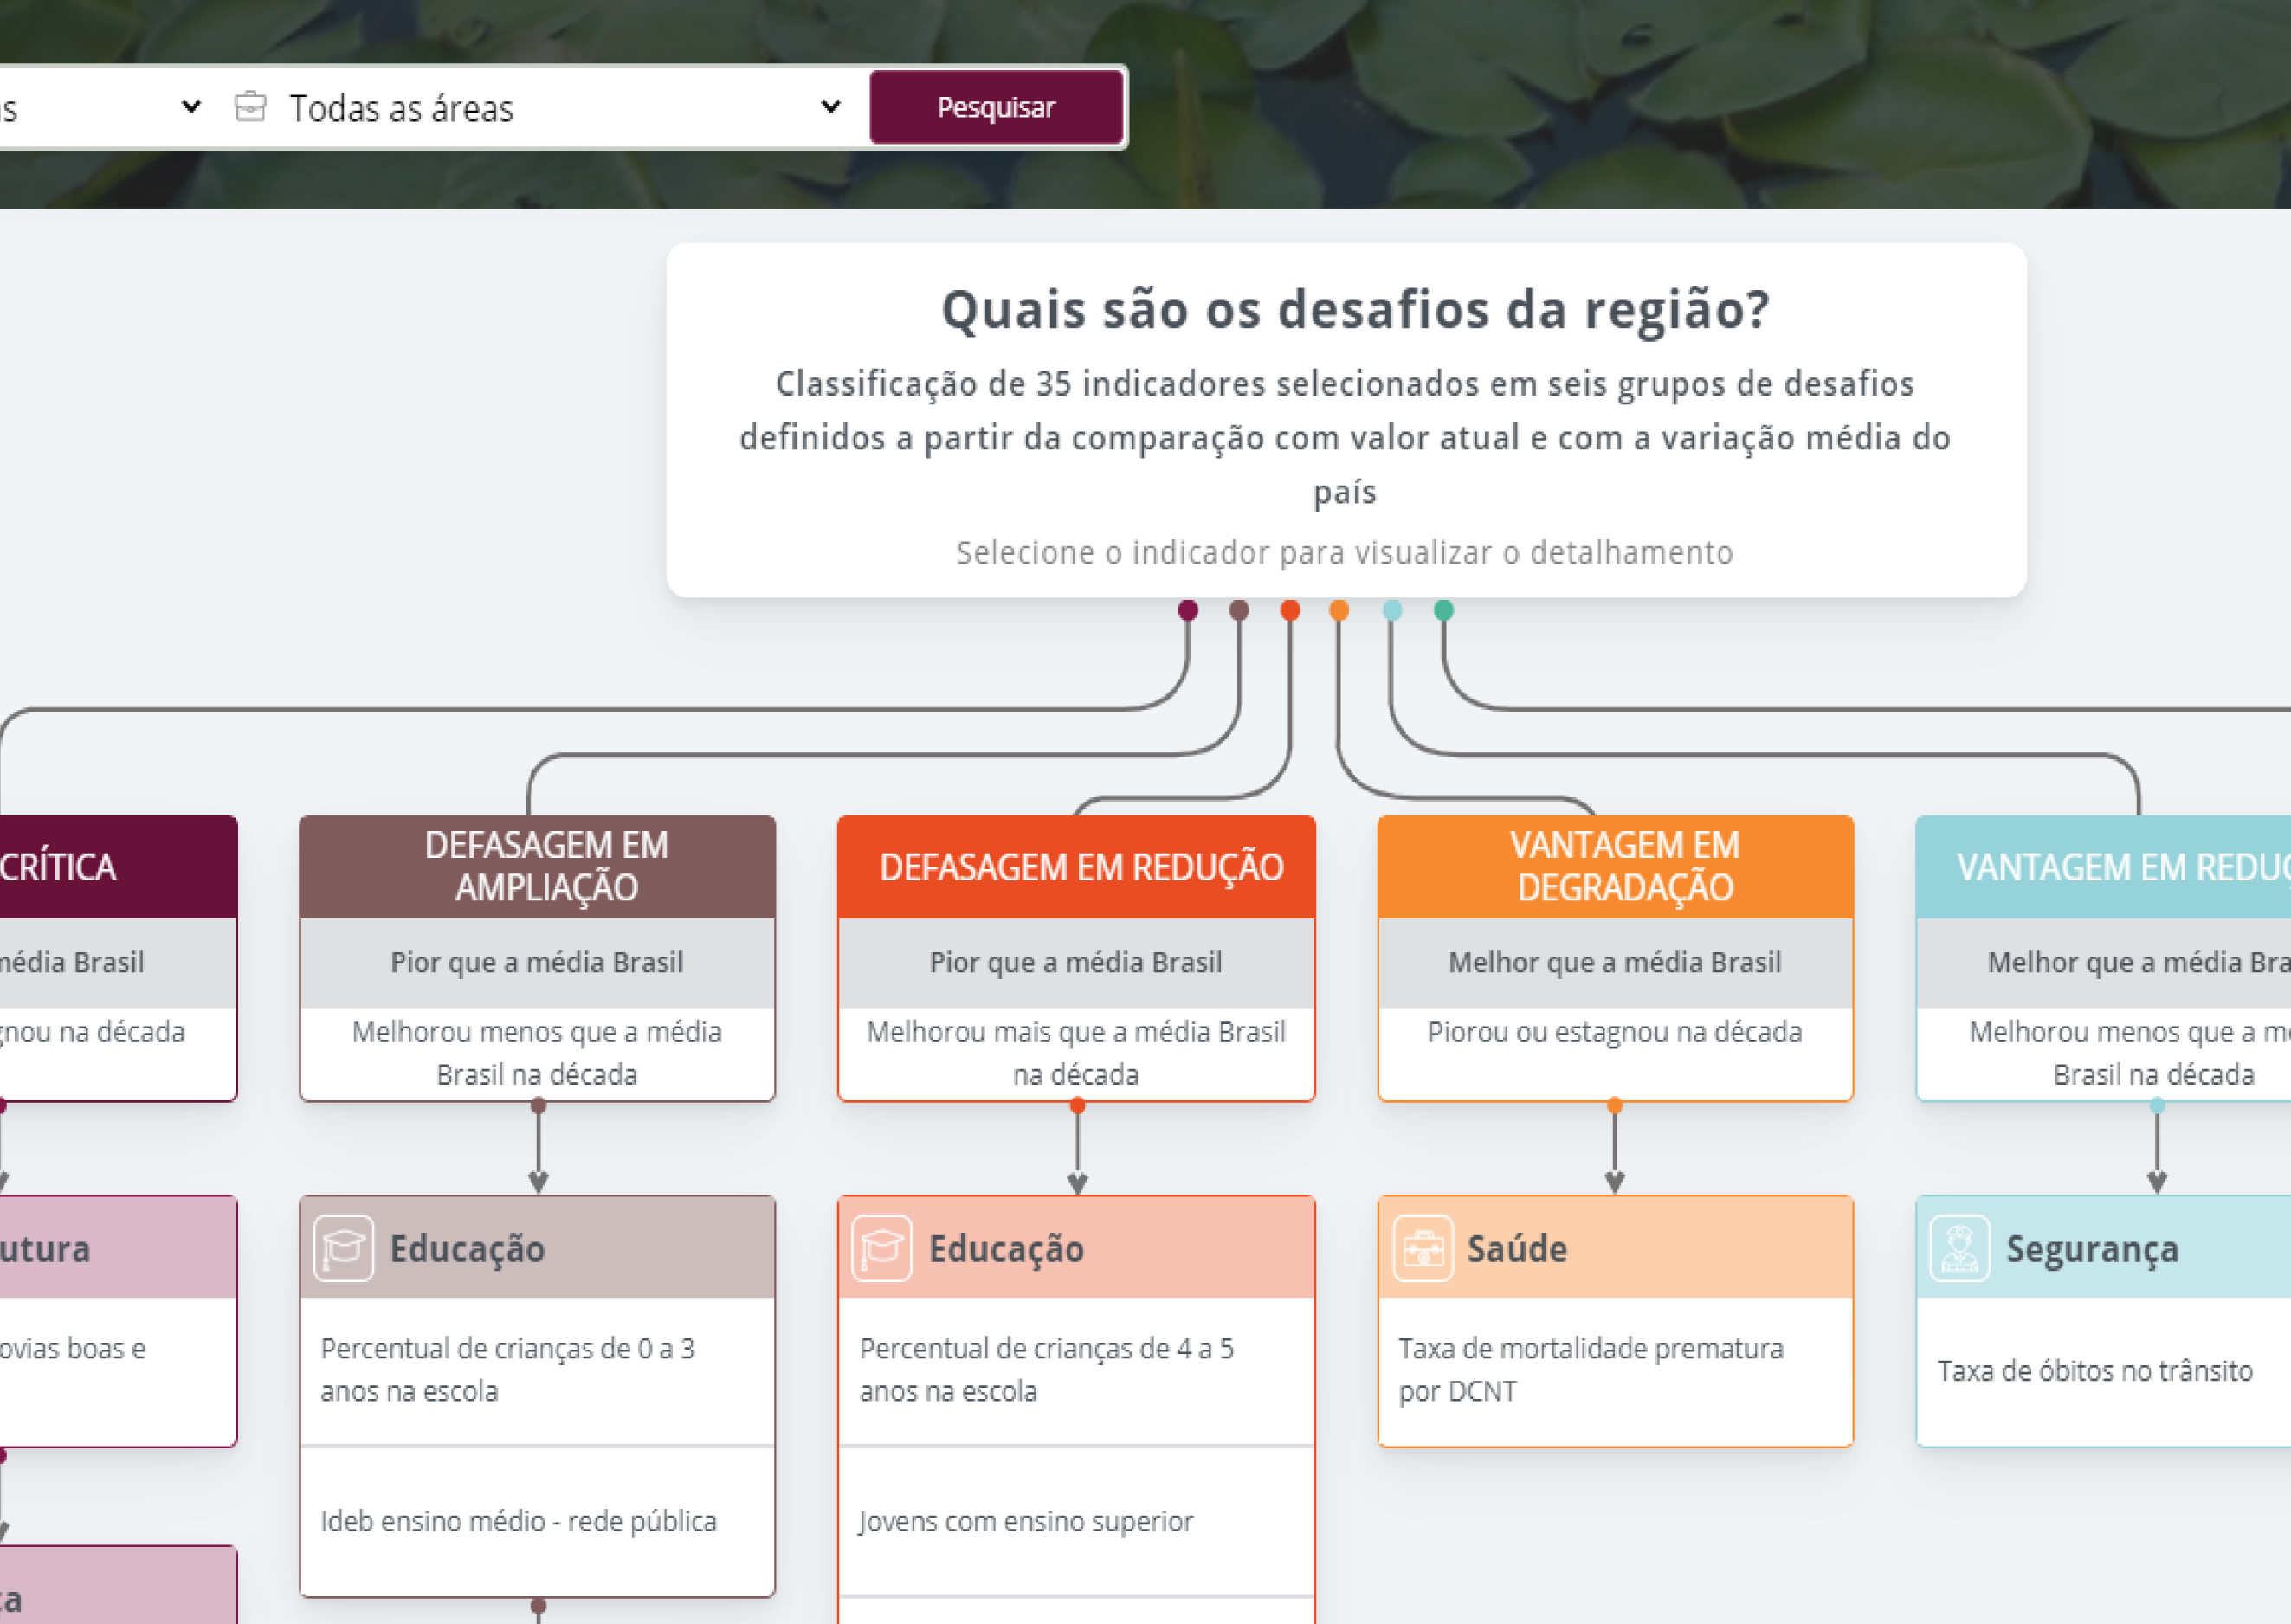 Todas as áreas
Pesquisar
Quais são os desafios da região?
Classificação de 35 indicadores selecionados em seis grupos de desafios
definidos a partir da comparação com valor atual e com a variação média do
país
Selecione o indicador para visualizar o detalhamento
CRÍTICA
média Brasil
na década
DEFASAGEM EM
AMPLIAÇÃO
Pior que a média Brasil
Melhorou menos que a média
Brasil na década
DEFASAGEM EM REDUÇÃO
Pior que a média Brasil
Melhorou mais que a média Brasil
na década
VANTAGEM EM
DEGRADAÇÃO
Melhor que a média Brasil
Piorou ou estagnou na década
VANTAGEM EM
Melhor que a média
Melhorou menos que a
Brasil na década
boas e
Educação
Percentual de crianças de 0 a 3
anos na escola
Ideb ensino médio - rede pública
Educação
Percentual de crianças de 4 a 5
anos na escola
Jovens com ensino superior
Saúde
Taxa de mortalidade prematura
por DCNT
Segurança
Taxa de óbitos no trânsito